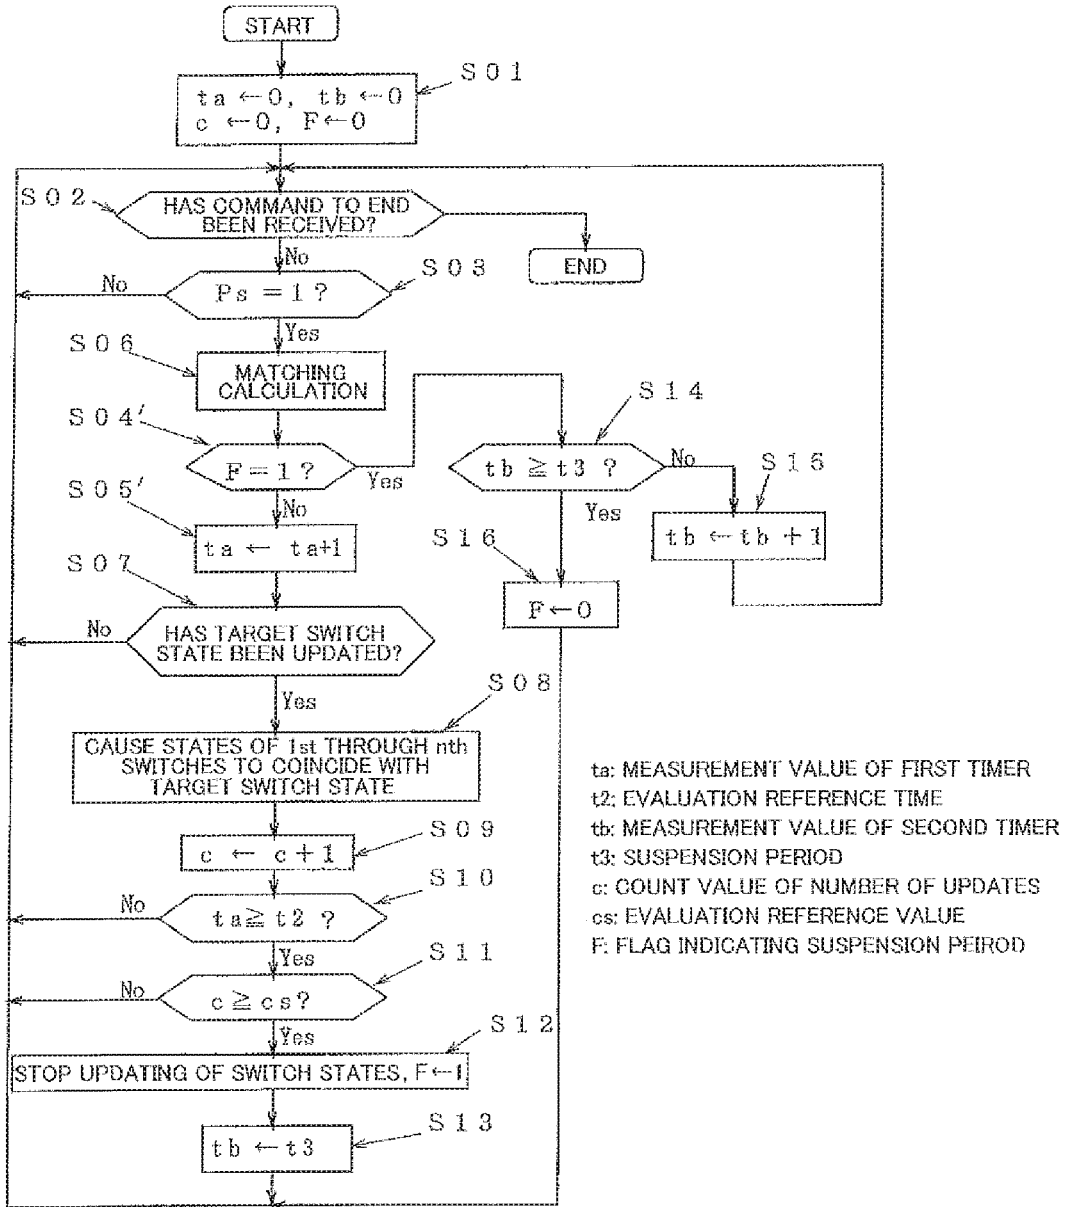 START
S01
ta ←0, tb ←0
c ←0, F←0
S02
HAS COMMAND TO END
BEEN RECEIVED?
No
END
S03
No
Ps=1?
Yes
S06
MATCHING
CALCULATION
S04'
F=1?
Yes
No
S14
tb ≧ t3 ?
No
Yes
S15
tb ← tb +1
S05'
ta ← ta+1
S16
F←0
S07
No
HAS TARGET SWITCH
STATE BEEN UPDATED?
Yes
S08
CAUSE STATES OF 1st THROUGH nth
SWITCHES TO COINCIDE WITH
TARGET SWITCH STATE
S09
c ← c+1
S10
No
ta≧ t2 ?
Yes
S11
No
c ≧ cs?
Yes
S12
STOP UPDATING OF SWITCH STATES, F←1
S13
tb ← t3
ta: MEASUREMENT VALUE OF FIRST TIMER
t2: EVALUATION REFERENCE TIME
tb: MEASUREMENT VALUE OF SECOND TIMER
t3: SUSPENSION PERIOD
c: COUNT VALUE OF NUMBER OF UPDATES
cs: EVALUATION REFERENCE VALUE
F: FLAG INDICATING SUSPENSION PEIROD